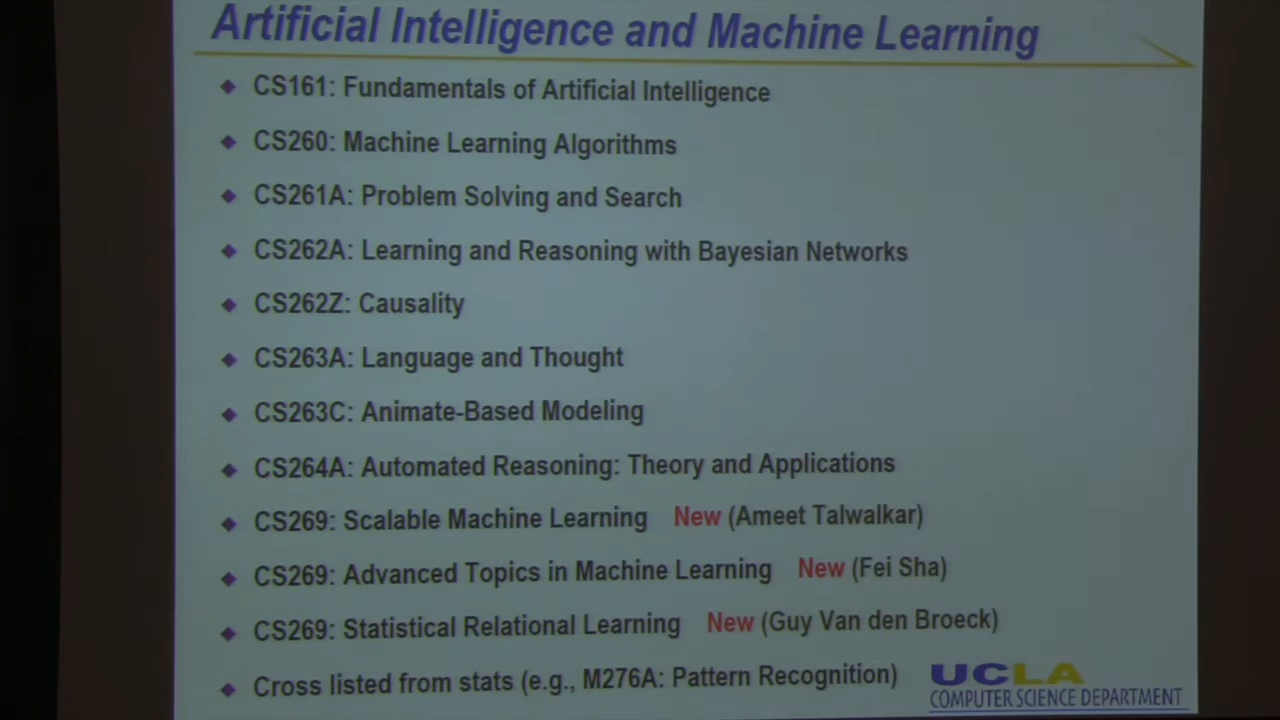 Artificial Intelligence and Machine Learning
CS161: Fundamentals of Artificial Intelligence
CS260: Machine Learning Algorithms
CS261A: Problem Solving and Search
CS262A: Learning and Reasoning with Bayesian Networks
CS262Z: Causality
CS263A: Language and Thought
CS263C: Animate-Based Modeling
CS264A: Automated Reasoning: Theory and Applications
CS269: Scalable Machine Learning New (Ameet Talwalkar)
CS269: Advanced Topics in Machine Learning New (Fei Sha)
CS269: Statistical Relational Learning New (Guy Van den Broeck)
Cross listed from stats (e.g., M276A: Pattern Recognition)
UCLA
COMPUTER SCIENCE DEPARTMENT